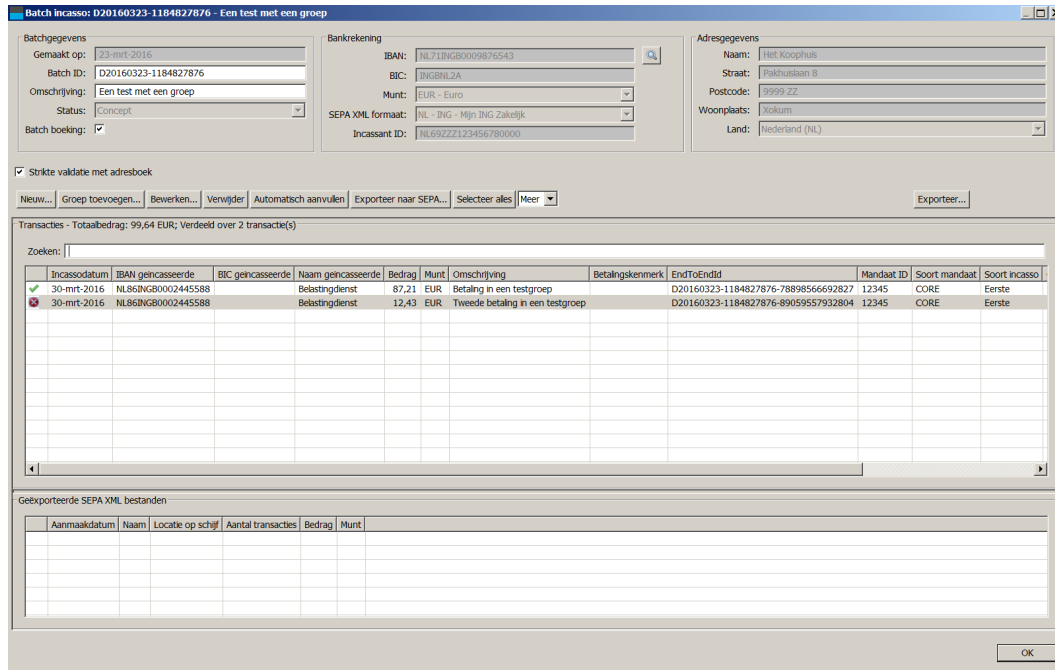 Batch incasso: D20160323-1184827876 - Een test met een groep
Batchgegevens
Gemaakt op: 23-mrt-2016
Batch ID: D20160323-1184827876
Omschrijving: Een test met een groep
Status: Concept
Batch boeking:
Bankrekening
IBAN: NL71INGB0009876543
BIC: INGBNL2A
Munt: EUR - Euro
SEPA XML formaat: NL - ING - Mijn ING Zakelijk
Incassant ID: NL69ZZZ123456780000
Adresgegevens
Naam: Het Koophuis
Straat: Pakhuslaan 8
Postcode: 9999 ZZ
Woonplaats: Xokum
Land: Nederland (NL)
Strikte validatie met adresboek
Nieuw... Groep toevoegen... Bewerken... Verwijder Automatisch aanvullen Exporteer naar SEPA... Selecteer alles Meer Exporteer...
Transacties - Totaalbedrag: 99,64 EUR; Verdeeld over 2 transactie(s)
Zoeken:
Incassodatum IBAN geincasseerde BIC geincasseerde Naam geincasseerde Bedrag Munt Omschrijving Betalingskenmerk EndToEndId Mandaat ID Soort mandaat Soort incasso
30-mrt-2016 NL86INGB0002445588 Belastingdienst 87,21 EUR Betaling in een testgroep D20160323-1184827876-78898566692827 12345 CORE Eerste
30-mrt-2016 NL86INGB0002445588 Belastingdienst 12,43 EUR Tweede betaling in een testgroep D20160323-1184827876-89059557932804 12345 CORE Eerste
Geëxporteerde SEPA XML bestanden
Aanmaakdatum Naam Locatie op schijf Aantal transacties Bedrag Munt
OK